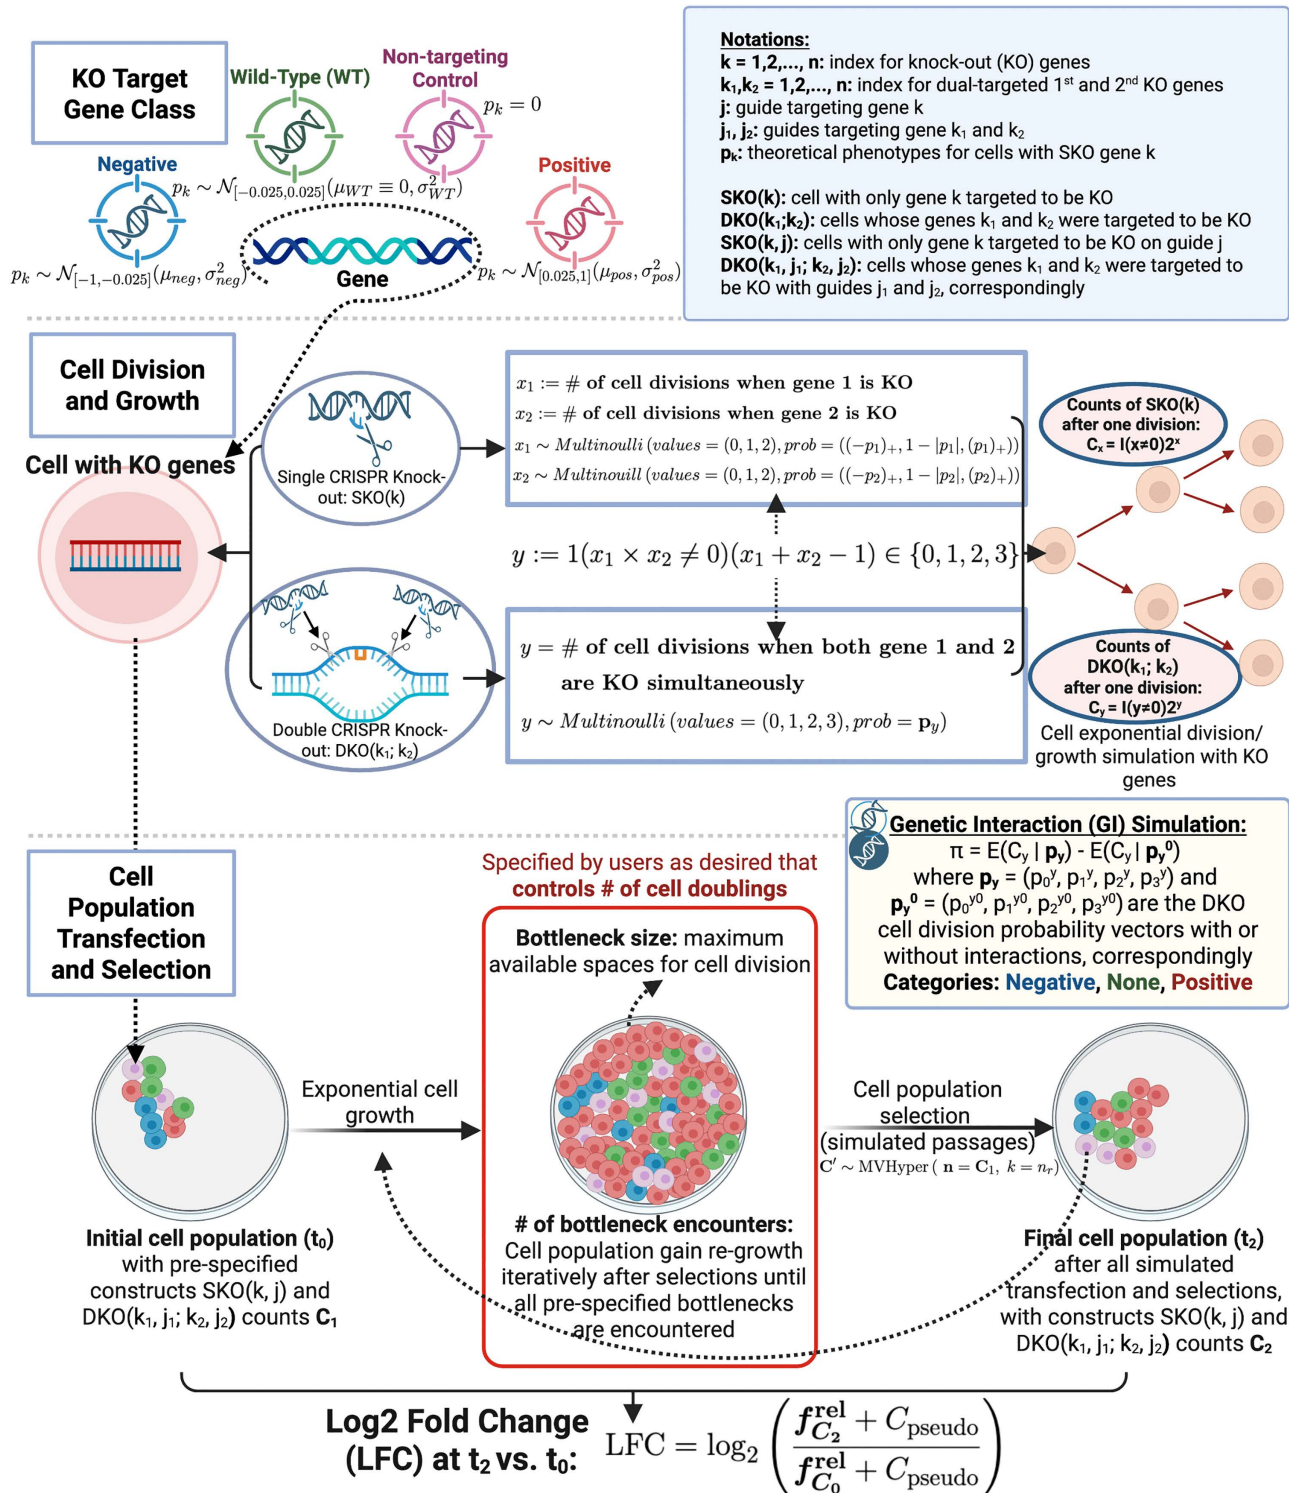 KO Target
Gene Class
Wild-Type (WT)
Non-targeting
Control
p_k = 0
Negative
p_k ∼ N_[−0.025,0.025](μ_WT ≡ 0, σ²_WT)
Positive
p_k ∼ N_[−1,−0.025](μ_neg, σ²_neg)
Gene
p_k ∼ N_[0.025,1](μ_pos, σ²_pos)
Notations:
k = 1,2,..., n: index for knock-out (KO) genes
k₁,k₂ = 1,2,..., n: index for dual-targeted 1st and 2nd KO genes
j: guide targeting gene k
j₁, j₂: guides targeting gene k₁ and k₂
p_k: theoretical phenotypes for cells with SKO gene k
SKO(k): cell with only gene k targeted to be KO
DKO(k₁;k₂): cells whose genes k₁ and k₂ were targeted to be KO
SKO(k, j): cells with only gene k targeted to be KO on guide j
DKO(k₁, j₁; k₂, j₂): cells whose genes k₁ and k₂ were targeted to
be KO with guides j₁ and j₂, correspondingly
Cell Division
and Growth
Cell with KO genes
Single CRISPR Knock-
out: SKO(k)
x₁ := # of cell divisions when gene 1 is KO
x₂ := # of cell divisions when gene 2 is KO
x₁ ∼ Multinoulli(values = (0, 1, 2), prob = ((−p₁)₊, 1 − |p₁|, (p₁)₊))
x₂ ∼ Multinouill(values = (0, 1, 2), prob = ((−p₂)₊, 1 − |p₂|, (p₂)₊))
y := 1(x₁ × x₂ ≠ 0)(x₁ + x₂ − 1) ∈ {0, 1, 2, 3}
Double CRISPR Knock-
out: DKO(k₁; k₂)
y = # of cell divisions when both gene 1 and 2
are KO simultaneously
y ∼ Multinoulli(values = (0, 1, 2, 3), prob = p_y)
Counts of SKO(k)
after one division:
C_x = I(x≠0)2^x
Counts of
DKO(k₁; k₂)
after one division:
C_y = I(y≠0)2^y
Cell exponential division/
growth simulation with KO
genes
Genetic Interaction (GI) Simulation:
π = E(C_y | p_y) - E(C_y | p_y⁰)
where p_y = (p₀^y, p₁^y, p₂^y, p₃^y) and
p_y⁰ = (p₀^y0, p₁^y0, p₂^y0, p₃^y0) are the DKO
cell division probability vectors with or
without interactions, correspondingly
Categories: Negative, None, Positive
Cell
Population
Transfection
and Selection
Specified by users as desired that
controls # of cell doublings
Bottleneck size: maximum
available spaces for cell division
Exponential cell
growth
Cell population
selection
(simulated passages)
C′ ∼ MVHyper( n = C₁, k = n_r)
# of bottleneck encounters:
Cell population gain re-growth
iteratively after selections until
all pre-specified bottlenecks
are encountered
Initial cell population (t₀)
with pre-specified
constructs SKO(k, j) and
DKO(k₁, j₁; k₂, j₂) counts C₁
Final cell population (t₂)
after all simulated
transfection and selections,
with constructs SKO(k, j) and
DKO(k₁, j₁; k₂, j₂) counts C₂
Log2 Fold Change
(LFC) at t₂ vs. t₀:
LFC = log₂ ( (f^rel_C₂ + C_pseudo) / (f^rel_C₀ + C_pseudo) )